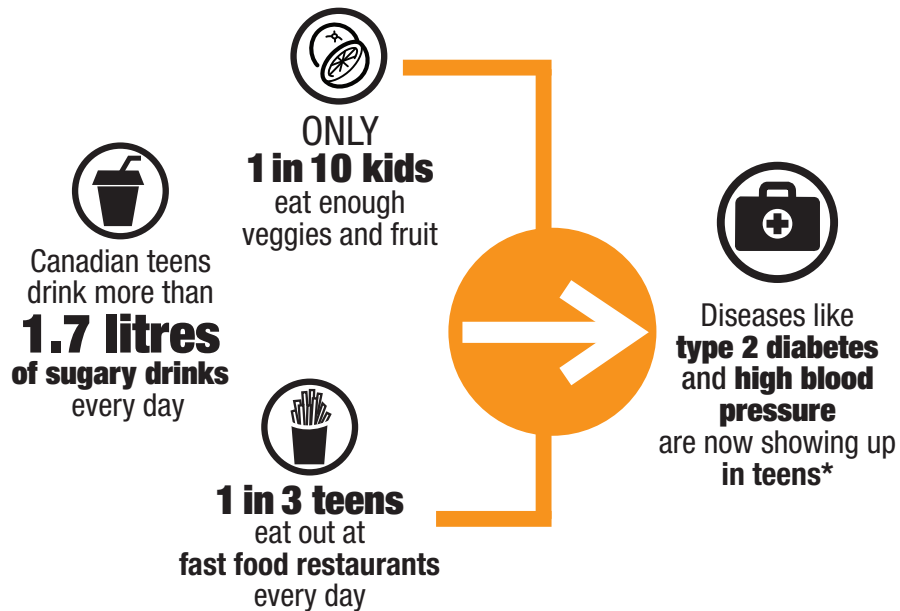 ONLY
1 in 10 kids
eat enough
veggies and fruit
Canadian teens
drink more than
1.7 litres
of sugary drinks
every day
1 in 3 teens
eat out at
fast food restaurants
every day
Diseases like
type 2 diabetes
and high blood
pressure
are now showing up
in teens*